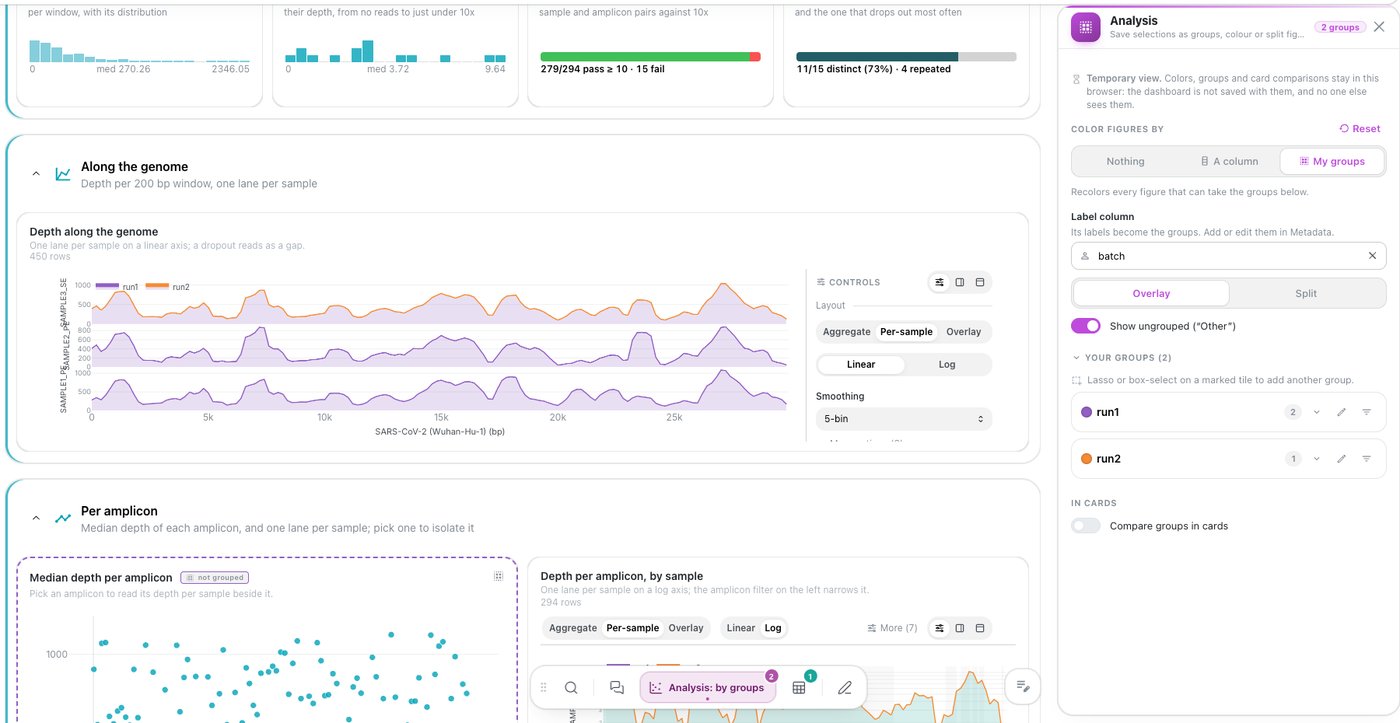 per window, with its distribution
0 med 270.26 2346.05
their depth, from no reads to just under 10x
0 med 3.72 9.64
sample and amplicon pairs against 10x
279/294 pass ≥ 10 · 15 fail
and the one that drops out most often
11/15 distinct (73%) · 4 repeated
Along the genome
Depth per 200 bp window, one lane per sample
Depth along the genome
One lane per sample on a linear axis; a dropout reads as a gap.
450 rows
run1 run2
SAMPLE3_SE
1000
500
0
800
600
400
200
0
1000
500
0
0 5k 10k 15k 20k 25k
SARS-CoV-2 (Wuhan-Hu-1) (bp)
CONTROLS
Layout
Aggregate Per-sample Overlay
Linear Log
Smoothing
5-bin
Per amplicon
Median depth of each amplicon, and one lane per sample; pick one to isolate it
Median depth per amplicon not grouped
Pick an amplicon to read its depth per sample beside it.
1000
Depth per amplicon, by sample
One lane per sample on a log axis; the amplicon filter on the left narrows it.
294 rows
Aggregate Per-sample Overlay Linear Log More (7)
Analysis: by groups 2 1
Analysis
Save selections as groups, colour or split fig...
2 groups
Temporary view. Colors, groups and card comparisons stay in this
browser: the dashboard is not saved with them, and no one else
sees them.
COLOR FIGURES BY Reset
Nothing A column My groups
Recolors every figure that can take the groups below.
Label column
Its labels become the groups. Add or edit them in Metadata.
batch
Overlay Split
Show ungrouped (“Other”)
YOUR GROUPS (2)
Lasso or box-select on a marked tile to add another group.
run1 2
run2 1
IN CARDS
Compare groups in cards